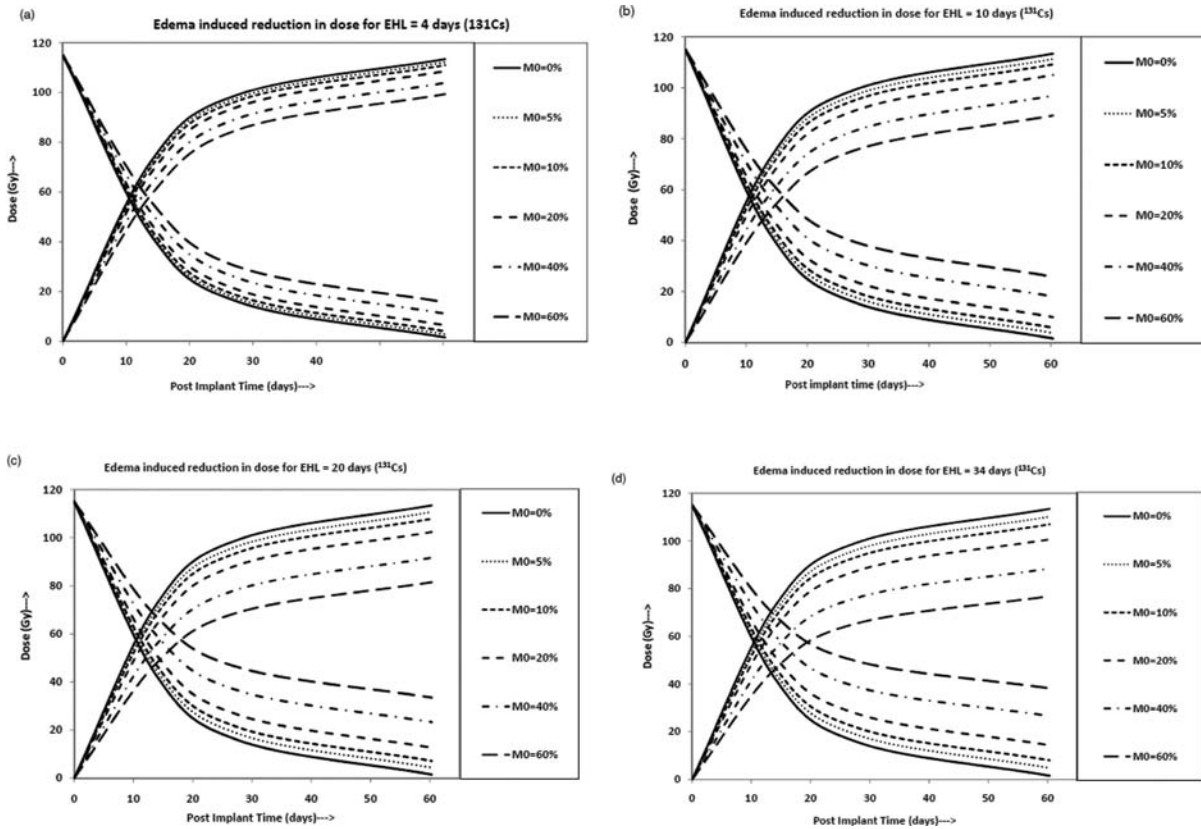 (a)
Edema induced reduction in dose for EHL = 4 days (131Cs)
120
100
80
60
40
20
0
Dose (Gy)--->
0 10 20 30 40
Post Implant Time (days)--->
M0=0%
M0=5%
M0=10%
M0=20%
M0=40%
M0=60%
(b)
Edema induced reduction in dose for EHL = 10 days (¹³¹Cs)
120
100
80
60
40
20
0
Dose (Gy)--->
0 10 20 30 40 50 60
Post implant time (days)--->
M0=0%
M0=5%
M0=10%
M0=20%
M0=40%
M0=60%
(c)
Edema induced reduction in dose for EHL = 20 days (¹³¹Cs)
120
100
80
60
40
20
0
Dose (Gy)--->
0 10 20 30 40 50 60
Post Implant Time (days)--->
M0=0%
M0=5%
M0=10%
M0=20%
M0=40%
M0=60%
(d)
Edema induced reduction in dose for EHL = 34 days (¹³¹Cs)
120
100
80
60
40
20
0
Dose (Gy)--->
0 10 20 30 40 50 60
Post Implant Time (days)--->
M0=0%
M0=5%
M0=10%
M0=20%
M0=40%
M0=60%